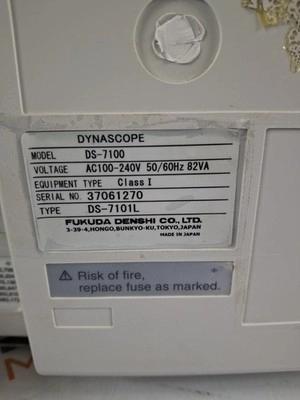 DYNASCOPE
MODEL DS-7100
VOLTAGE AC100-240V 50/60Hz 82VA
EQUIPMENT TYPE Class I
SERIAL NO. 37061270
TYPE DS-7101L
FUKUDA DENSHI CO., LTD.
3-39-4, HONGO, BUNKYO-KU, TOKYO, JAPAN
MADE IN JAPAN
Risk of fire,
replace fuse as marked.